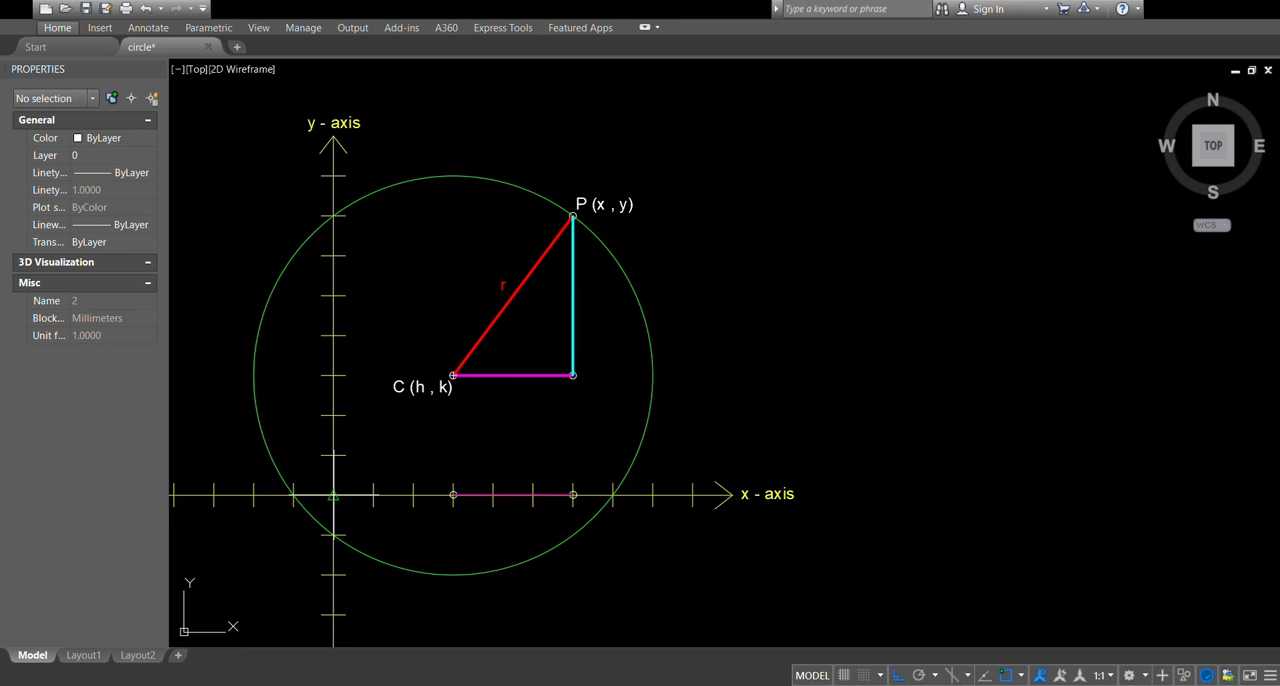 Type a keyword or phrase
Sign In
Home Insert Annotate Parametric View Manage Output Add-ins A360 Express Tools Featured Apps
Start circle*
PROPERTIES
[−][Top][2D Wireframe]
No selection
General
Color ByLayer
Layer 0
Linety... ByLayer
Linety... 1.0000
Plot s... ByColor
Linew... ByLayer
Trans... ByLayer
3D Visualization
Misc
Name 2
Block... Millimeters
Unit f... 1.0000
y - axis
P (x , y)
r
C (h , k)
x - axis
Y
X
N
W TOP E
S
WCS
Model Layout1 Layout2
MODEL 1:1